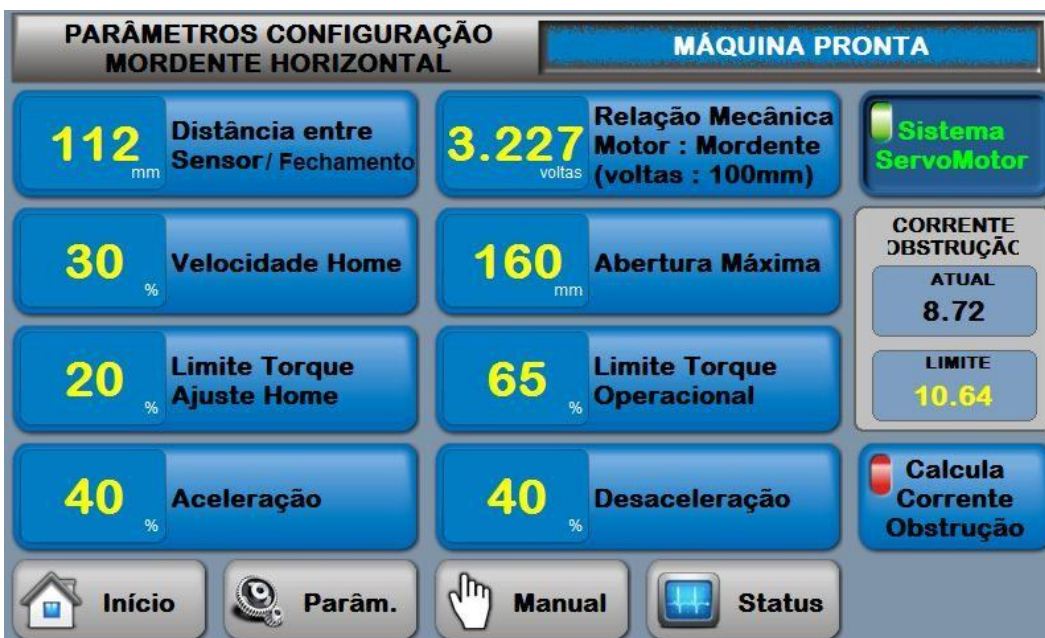 PARÂMETROS CONFIGURAÇÃO
MORDENTE HORIZONTAL
MÁQUINA PRONTA
112
mm
Distância entre
Sensor/ Fechamento
3.227
voltas
Relação Mecânica
Motor : Mordente
(voltas : 100mm)
Sistema
ServoMotor
30
%
Velocidade Home
160
mm
Abertura Máxima
CORRENTE
OBSTRUÇÃO
ATUAL
8.72
LIMITE
10.64
20
%
Limite Torque
Ajuste Home
65
%
Limite Torque
Operacional
40
%
Aceleração
40
%
Desaceleração
Calcula
Corrente
Obstrução
Início
Parâm.
Manual
Status